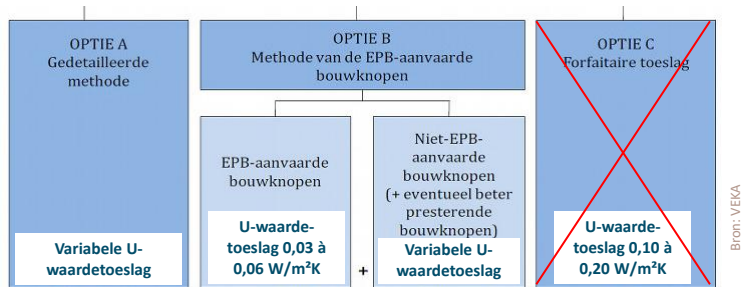 OPTIE A
Gedetailleerde
methode
Variabele U-
waardetoeslag
OPTIE B
Methode van de EPB-aanvaarde
bouwknopen
EPB-aanvaarde
bouwknopen
U-waarde-
toeslag 0,03 à
0,06 W/m²K
+
Niet-EPB-
aanvaarde
bouwknopen
(+ eventueel beter
presterende
bouwknopen)
Variabele U-
waardetoeslag
OPTIE C
Forfaitaire toeslag
U-waarde-
toeslag 0,10 à
0,20 W/m²K
Bron: VEKA